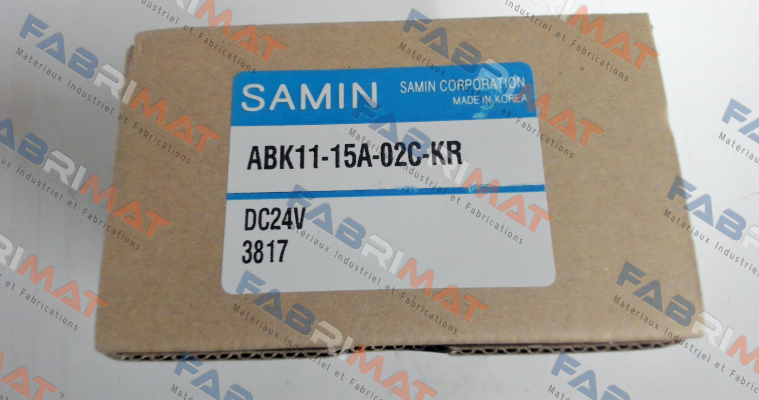 SAMIN
SAMIN CORPORATION
MADE IN KOREA
ABK11-15A-02C-KR
DC24V
3817
FABRIMAT
Materiaux Industriel et Fabrications